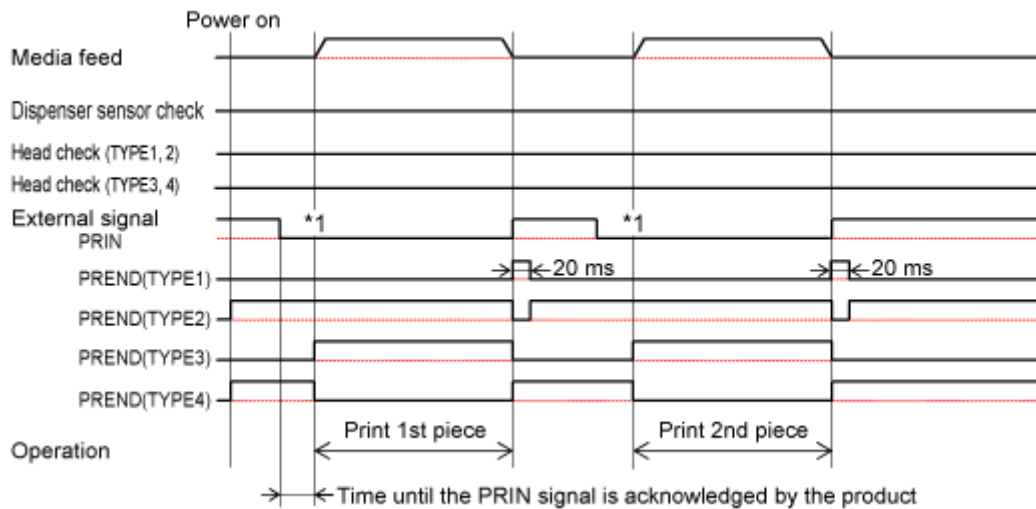 Power on
Media feed
Dispenser sensor check
Head check (TYPE1, 2)
Head check (TYPE3, 4)
External signal *1 *1
PRIN
PREND(TYPE1) 20 ms 20 ms
PREND(TYPE2)
PREND(TYPE3)
PREND(TYPE4)
Print 1st piece Print 2nd piece
Operation
Time until the PRIN signal is acknowledged by the product